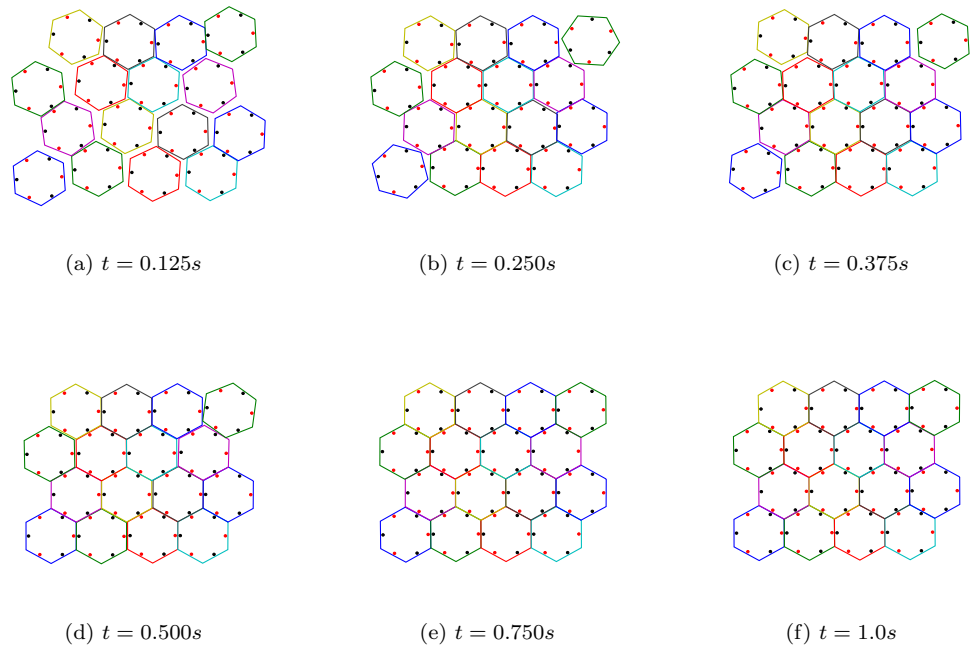 (a) t = 0.125s
(b) t = 0.250s
(c) t = 0.375s
(d) t = 0.500s
(e) t = 0.750s
(f) t = 1.0s